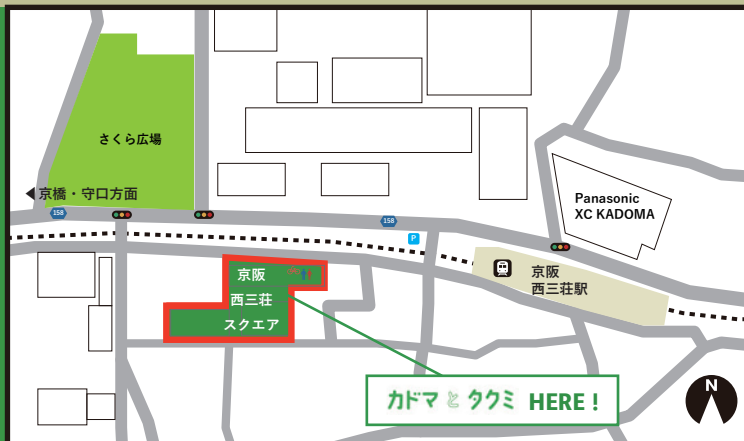 さくら広場
◀京橋・守口方面
158
158
P
Panasonic
XC KADOMA
京阪
西三荘駅
京阪
西三荘
スクエア
カドマとタクミ HERE !
N